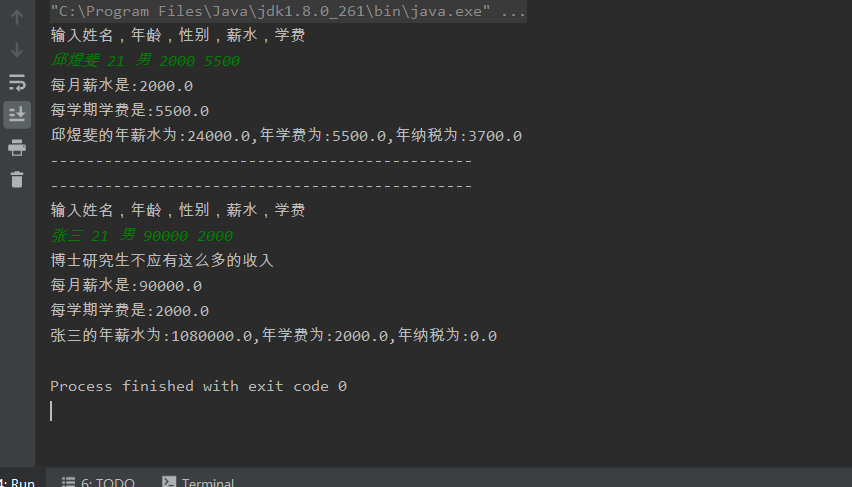 "C:\Program Files\Java\jdk1.8.0_261\bin\java.exe" ...
输入姓名，年龄，性别，薪水，学费
邱煜斐 21 男 2000 5500
每月薪水是:2000.0
每学期学费是:5500.0
邱煜斐的年薪水为:24000.0,年学费为:5500.0,年纳税为:3700.0
-----------------------------------------------
-----------------------------------------------
输入姓名，年龄，性别，薪水，学费
张三 21 男 90000 2000
博士研究生不应有这么多的收入
每月薪水是:90000.0
每学期学费是:2000.0
张三的年薪水为:1080000.0,年学费为:2000.0,年纳税为:0.0
Process finished with exit code 0
4: Run 6: TODO Terminal